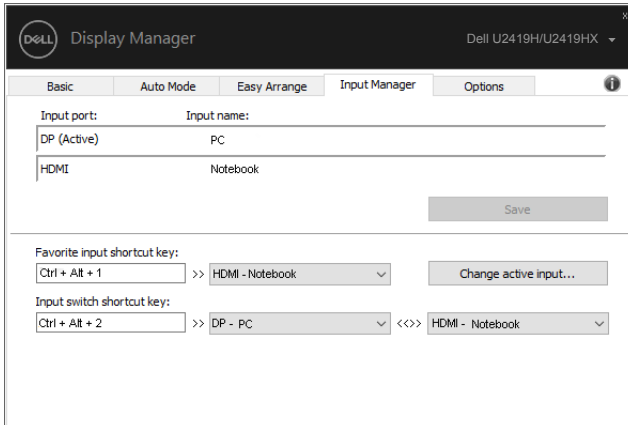 x
DELL Display Manager Dell U2419H/U2419HX
Basic Auto Mode Easy Arrange Input Manager Options i
Input port: Input name:
DP (Active) PC
HDMI Notebook
Save
Favorite input shortcut key:
Ctrl + Alt + 1 >> HDMI - Notebook Change active input...
Input switch shortcut key:
Ctrl + Alt + 2 >> DP - PC <<>> HDMI - Notebook